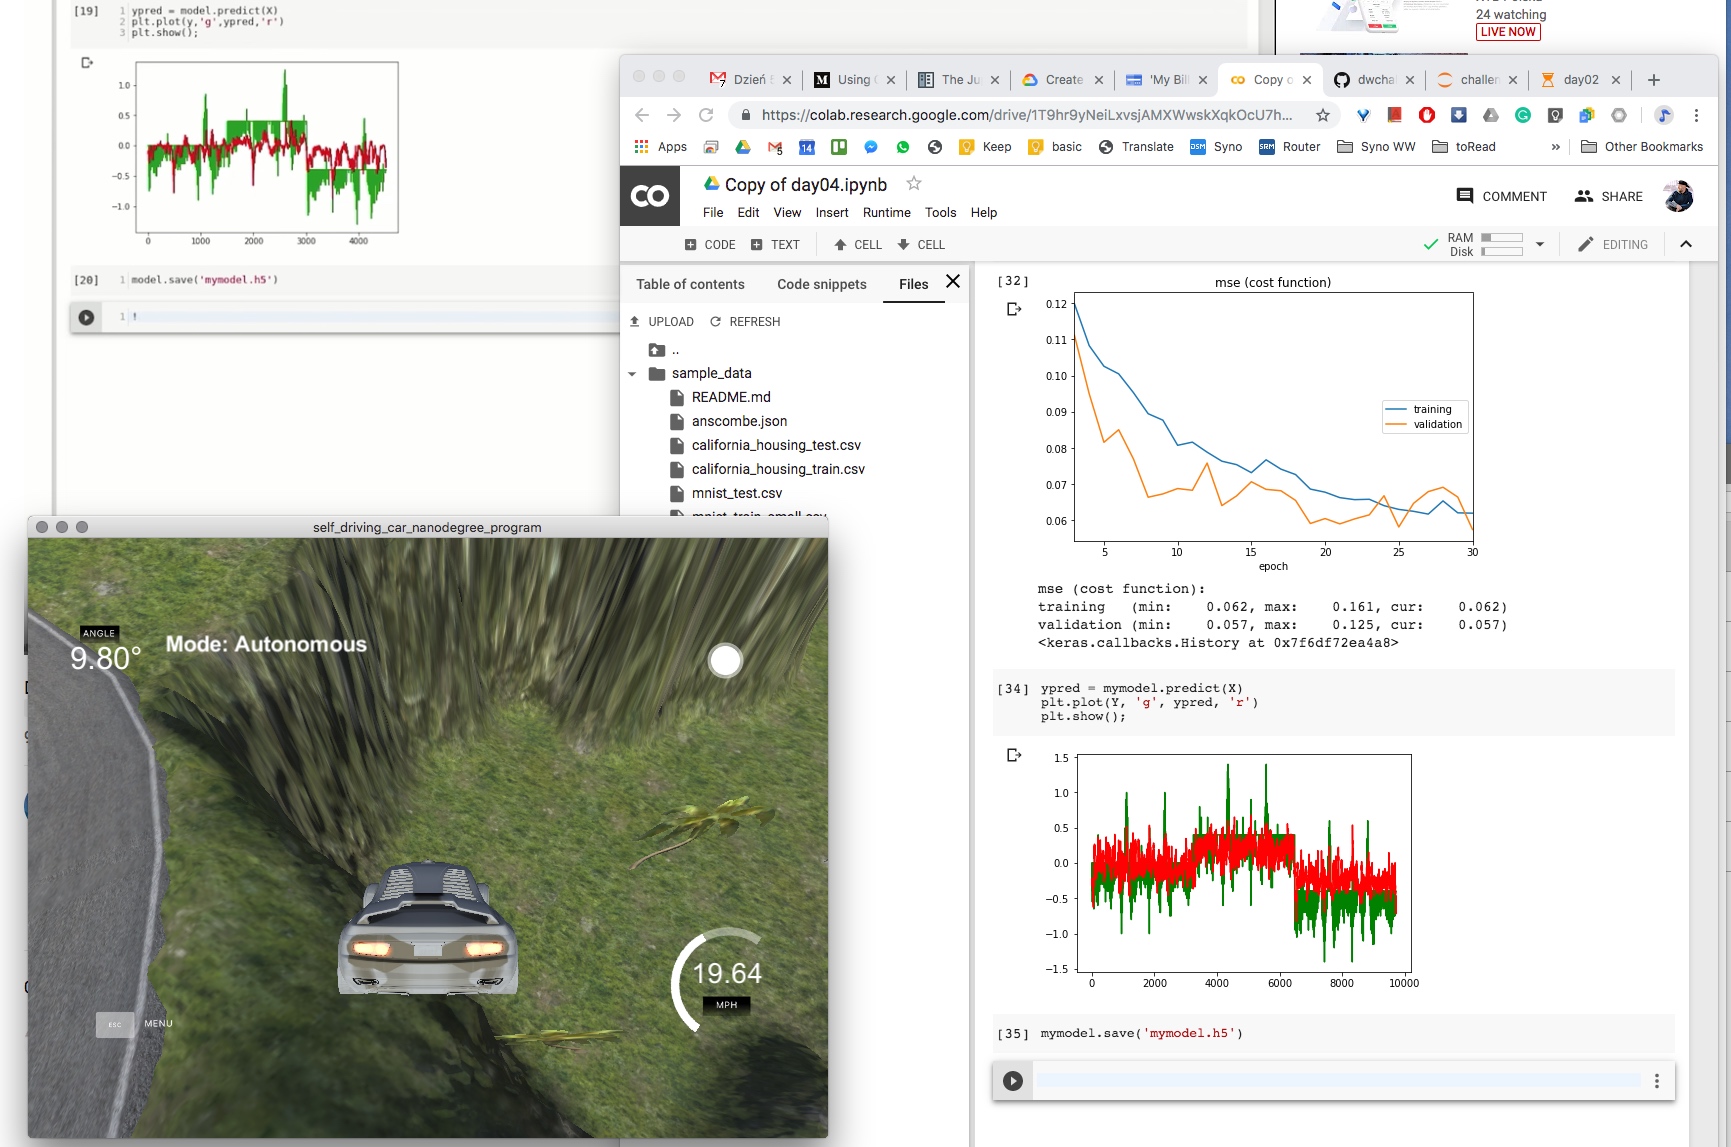 [19] 1 ypred = model.predict(X)
2 plt.plot(y,'g',ypred,'r')
3 plt.show();
1.0
0.5
0.0
−0.5
−1.0
0 1000 2000 3000 4000
[20] 1 model.save('mymodel.h5')
1 !
24 watching
LIVE NOW
Dzień
Using
The Ju
Create
'My Bil
Copy o
dwcha
challen
day02
https://colab.research.google.com/drive/1T9hr9yNeiLxvsjAMXWwskXqkOcU7h...
Apps 14 Keep basic Translate DSM Syno SRM Router Syno WW toRead » Other Bookmarks
CO Copy of day04.ipynb
COMMENT SHARE
File Edit View Insert Runtime Tools Help
CODE TEXT CELL CELL
RAM
Disk
EDITING
Table of contents Code snippets Files
UPLOAD REFRESH
..
sample_data
README.md
anscombe.json
california_housing_test.csv
california_housing_train.csv
mnist_test.csv
[32]
mse (cost function)
0.12
0.11
0.10
0.09
0.08
0.07
0.06
training
validation
5 10 15 20 25 30
epoch
mse (cost function):
training (min: 0.062, max: 0.161, cur: 0.062)
validation (min: 0.057, max: 0.125, cur: 0.057)
<keras.callbacks.History at 0x7f6df72ea4a8>
[34] ypred = mymodel.predict(X)
plt.plot(Y, 'g', ypred, 'r')
plt.show();
1.5
1.0
0.5
0.0
−0.5
−1.0
−1.5
0 2000 4000 6000 8000 10000
[35] mymodel.save('mymodel.h5')
self_driving_car_nanodegree_program
ANGLE
9.80°
Mode: Autonomous
19.64
MPH
ESC MENU